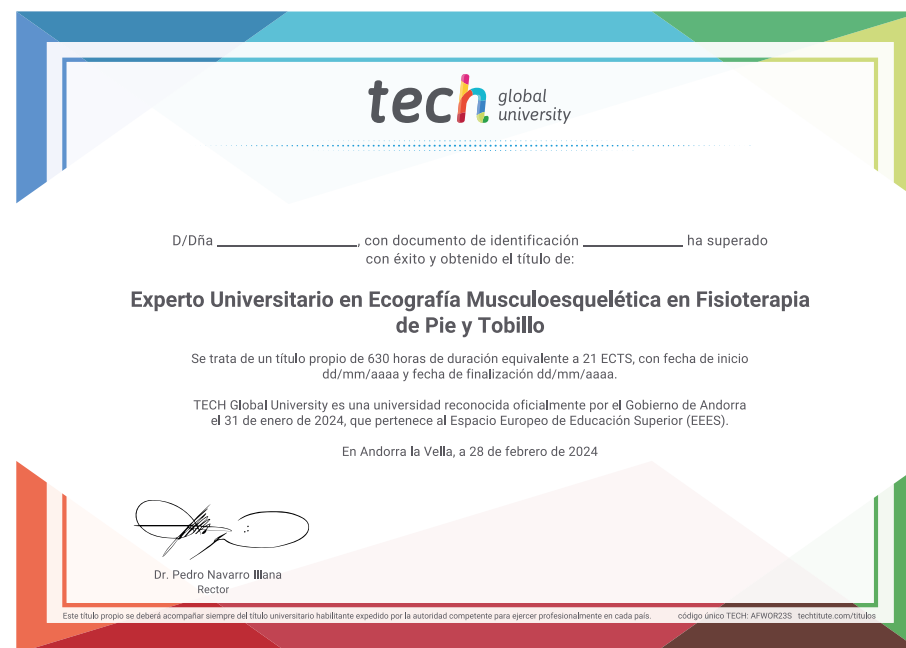 tech global university
D/Dña ____________________, con documento de identificación ______________ ha superado
con éxito y obtenido el título de:
Experto Universitario en Ecografía Musculoesquelética en Fisioterapia
de Pie y Tobillo
Se trata de un título propio de 630 horas de duración equivalente a 21 ECTS, con fecha de inicio
dd/mm/aaaa y fecha de finalización dd/mm/aaaa.
TECH Global University es una universidad reconocida oficialmente por el Gobierno de Andorra
el 31 de enero de 2024, que pertenece al Espacio Europeo de Educación Superior (EEES).
En Andorra la Vella, a 28 de febrero de 2024
Dr. Pedro Navarro Illana
Rector
Este título propio se deberá acompañar siempre del título universitario habilitante expedido por la autoridad competente para ejercer profesionalmente en cada país. código único TECH: AFWOR23S techtitute.com/titulos